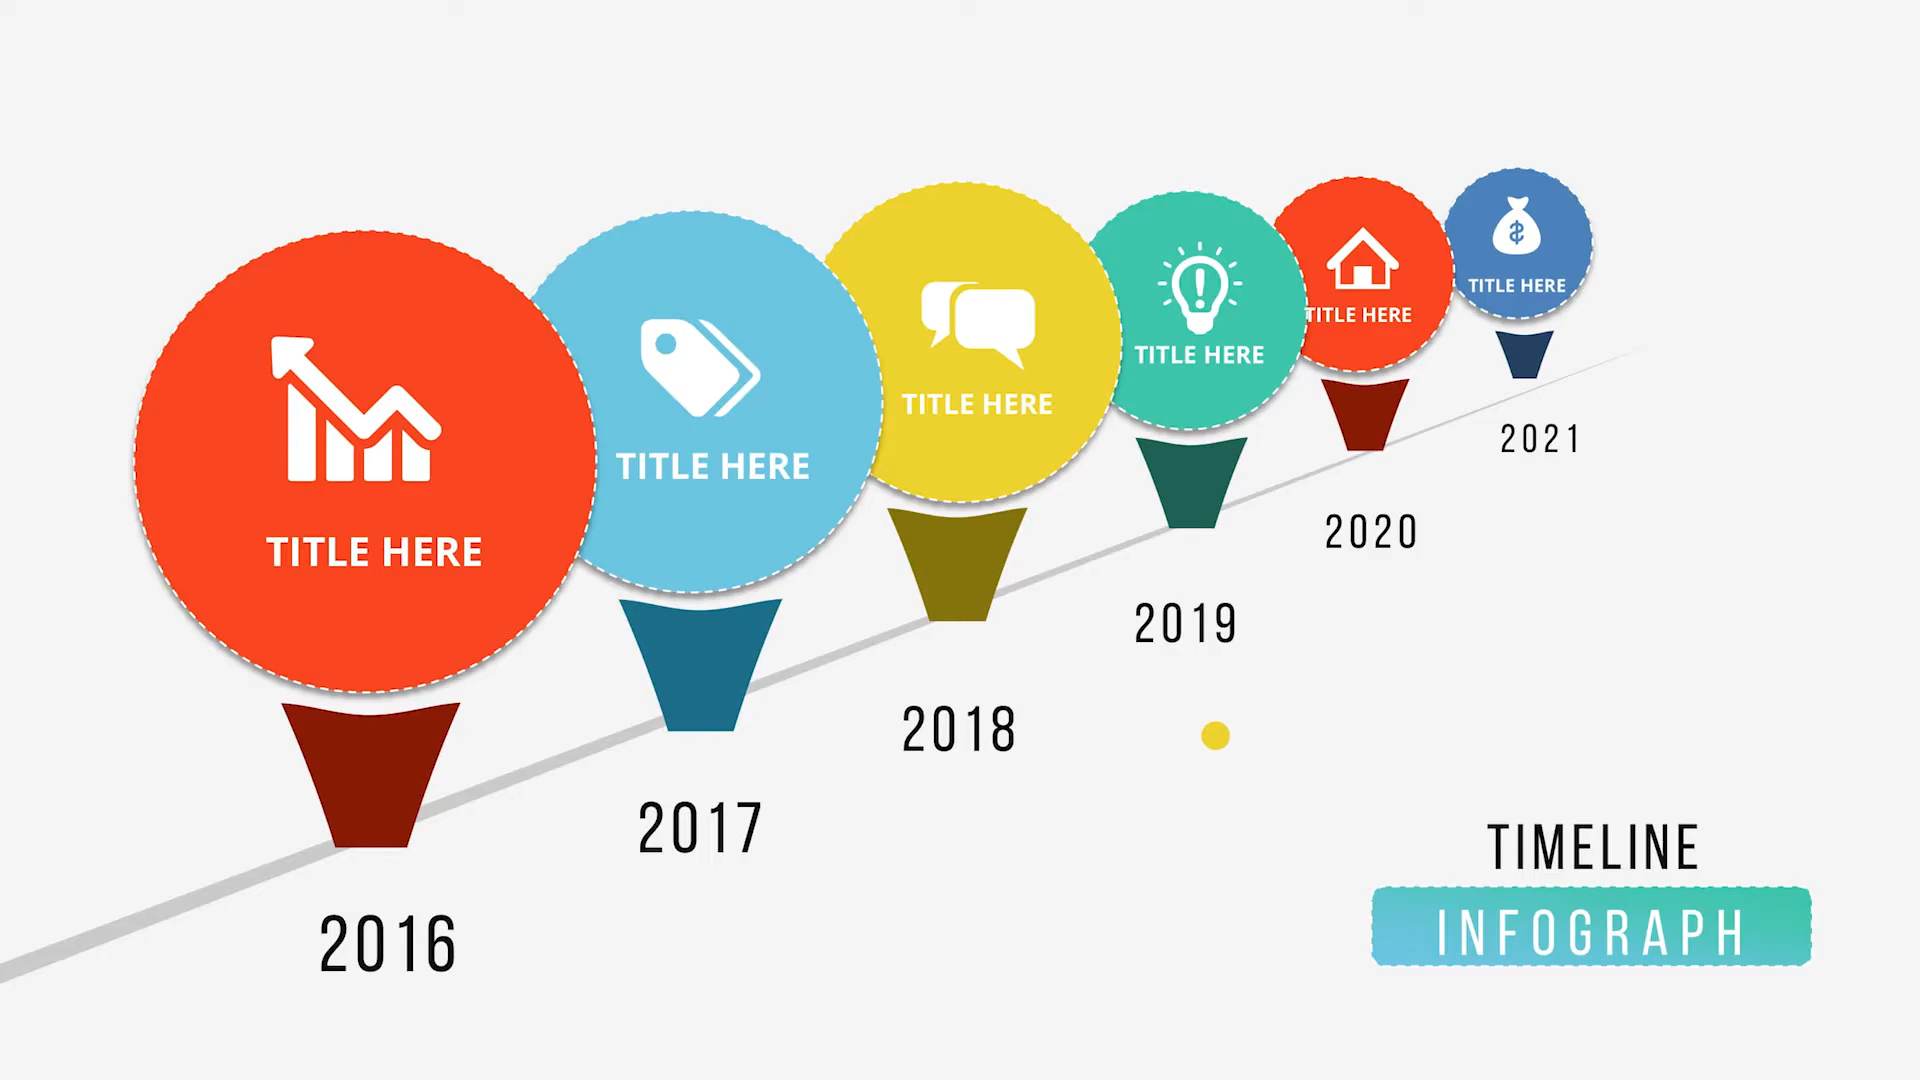 TITLE HERE
2016
TITLE HERE
2017
TITLE HERE
2018
TITLE HERE
2019
TITLE HERE
2020
TITLE HERE
2021
TIMELINE
INFOGRAPH